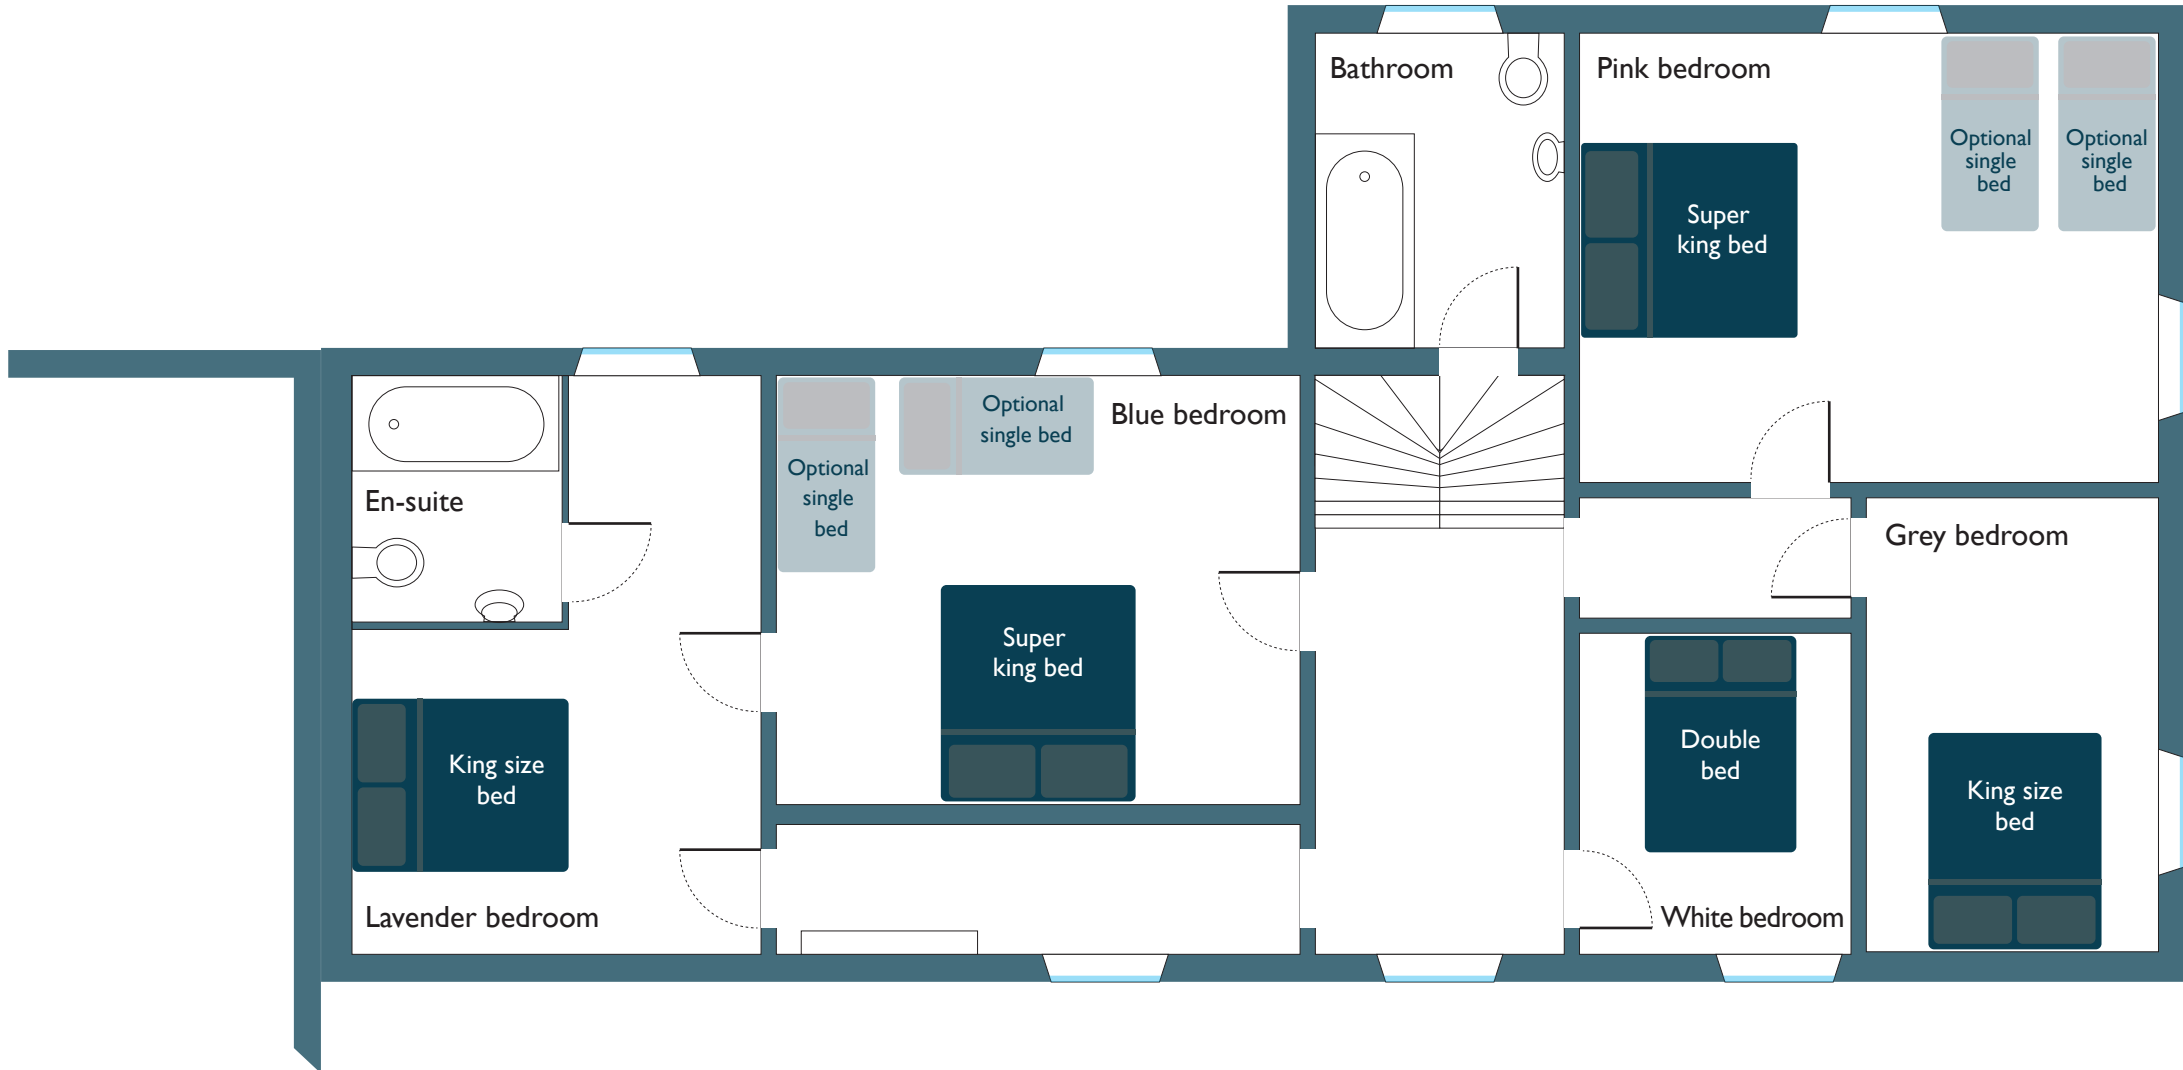 Bathroom
Pink bedroom
Optional
single
bed
Optional
single
bed
Super
king bed
Optional
single bed
Blue bedroom
Optional
single
bed
En-suite
Grey bedroom
Super
king bed
Double
bed
King size
bed
King size
bed
Lavender bedroom
White bedroom